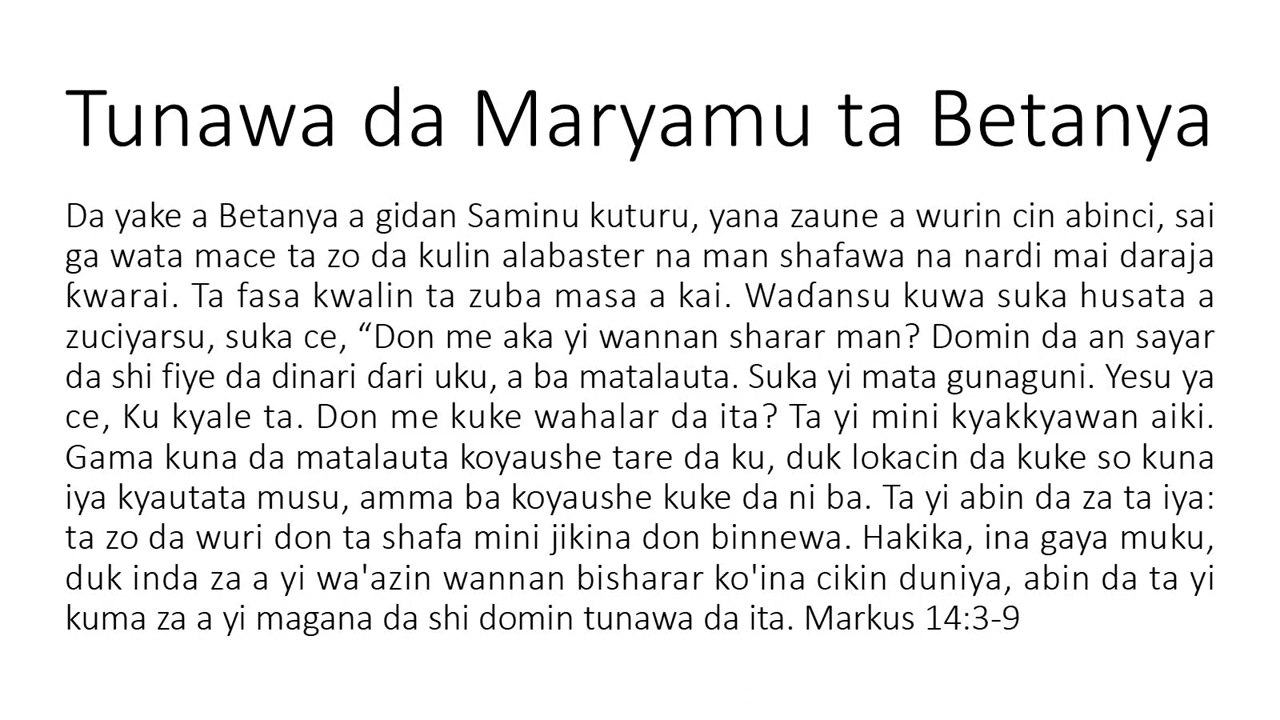 Tunawa da Maryamu ta Betanya
Da yake a Betanya a gidan Saminu kuturu, yana zaune a wurin cin abinci, sai
ga wata mace ta zo da kulin alabaster na man shafawa na nardi mai daraja
ƙwarai. Ta fasa kwalin ta zuba masa a kai. Waɗansu kuwa suka husata a
zuciyarsu, suka ce, “Don me aka yi wannan sharar man? Domin da an sayar
da shi fiye da dinari ɗari uku, a ba matalauta. Suka yi mata gunaguni. Yesu ya
ce, Ku kyale ta. Don me kuke wahalar da ita? Ta yi mini kyakkyawan aiki.
Gama kuna da matalauta koyaushe tare da ku, duk lokacin da kuke so kuna
iya kyautata musu, amma ba koyaushe kuke da ni ba. Ta yi abin da za ta iya:
ta zo da wuri don ta shafa mini jikina don binnewa. Hakika, ina gaya muku,
duk inda za a yi wa'azin wannan bisharar ko'ina cikin duniya, abin da ta yi
kuma za a yi magana da shi domin tunawa da ita. Markus 14:3-9